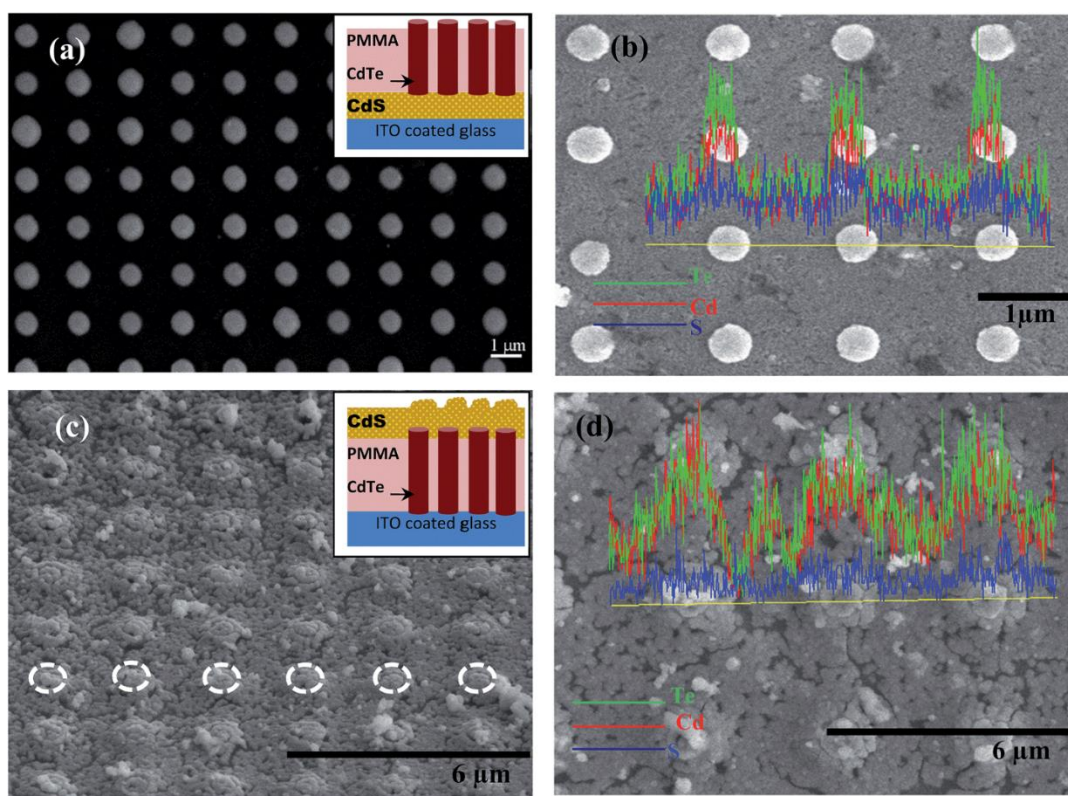 (a)
PMMA
CdTe
CdS
ITO coated glass
1 μm
(b)
Te
Cd
S
1μm
(c)
CdS
PMMA
CdTe
ITO coated glass
6 μm
(d)
Te
Cd
S
6 μm